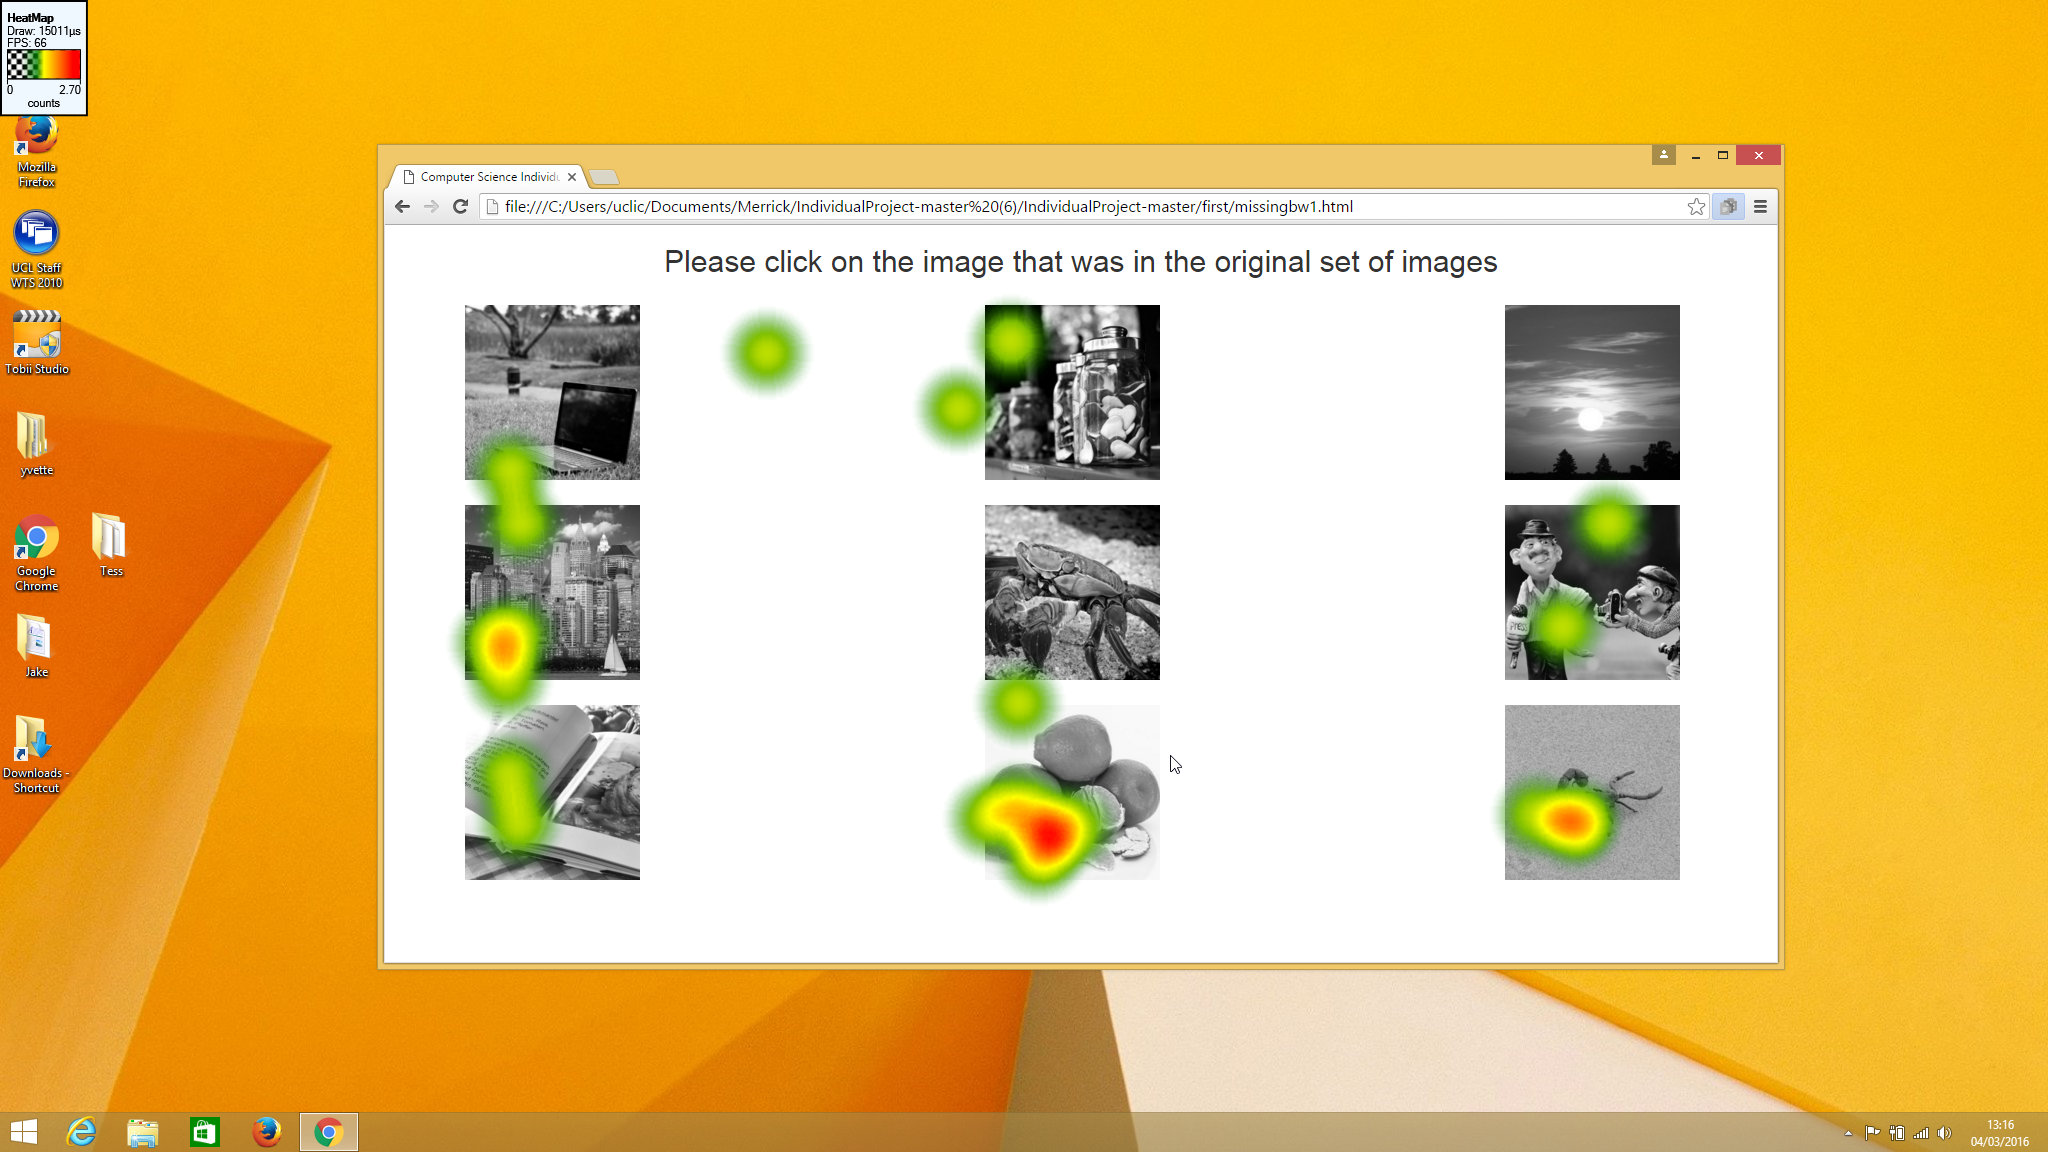 HeatMap
Draw: 15011µs
FPS: 66
0 2.70
counts
Mozilla
Firefox
UCL Staff
WTS 2010
Tobii Studio
yvette
Google
Chrome
Tess
Jake
Downloads -
Shortcut
Computer Science Individu
file:///C:/Users/uclic/Documents/Merrick/IndividualProject-master%20(6)/IndividualProject-master/first/missingbw1.html
Please click on the image that was in the original set of images
Press
13:16
04/03/2016